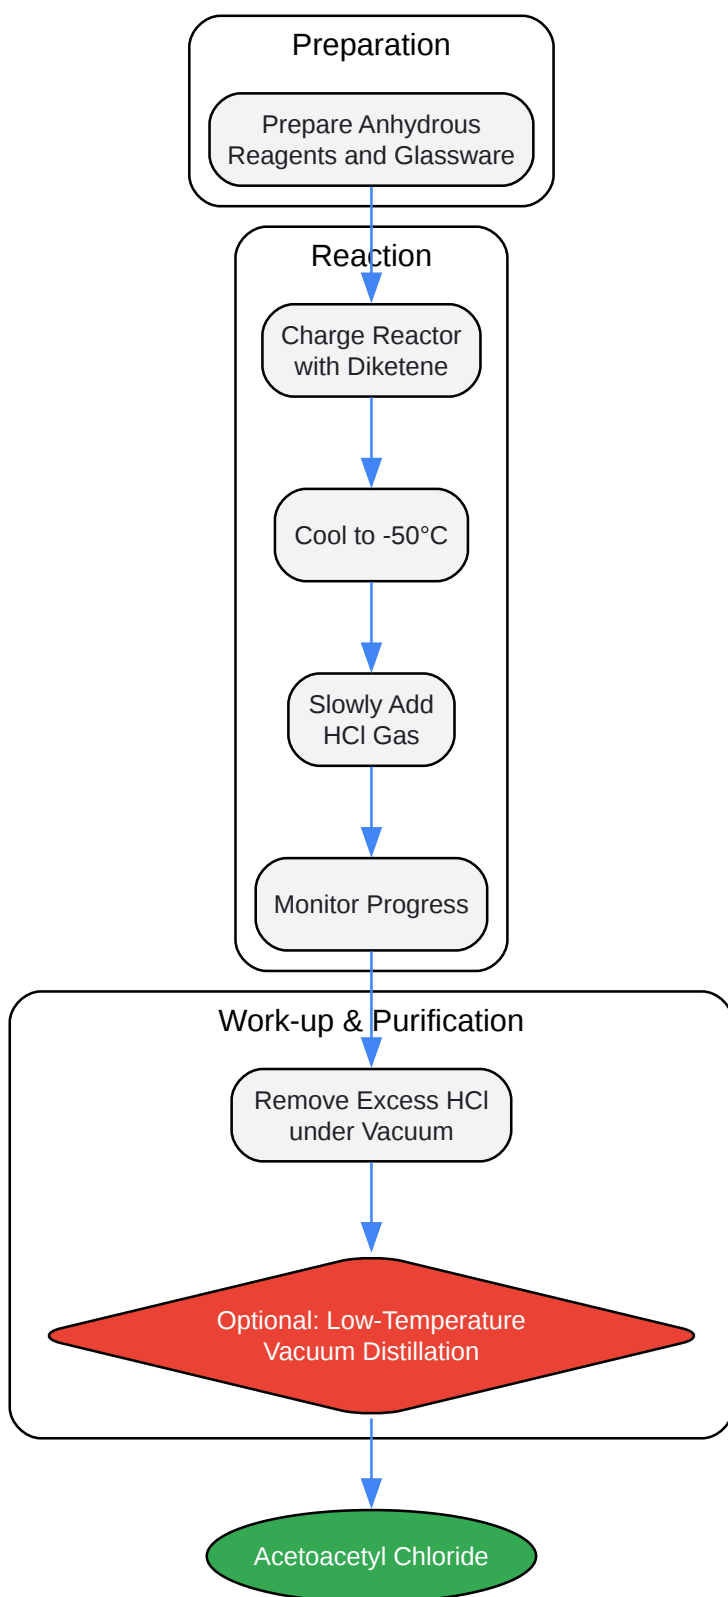 Preparation
Prepare Anhydrous
Reagents and Glassware
Reaction
Charge Reactor
with Diketene
Cool to -50°C
Slowly Add
HCl Gas
Monitor Progress
Work-up & Purification
Remove Excess HCl
under Vacuum
Optional: Low-Temperature
Vacuum Distillation
Acetoacetyl Chloride